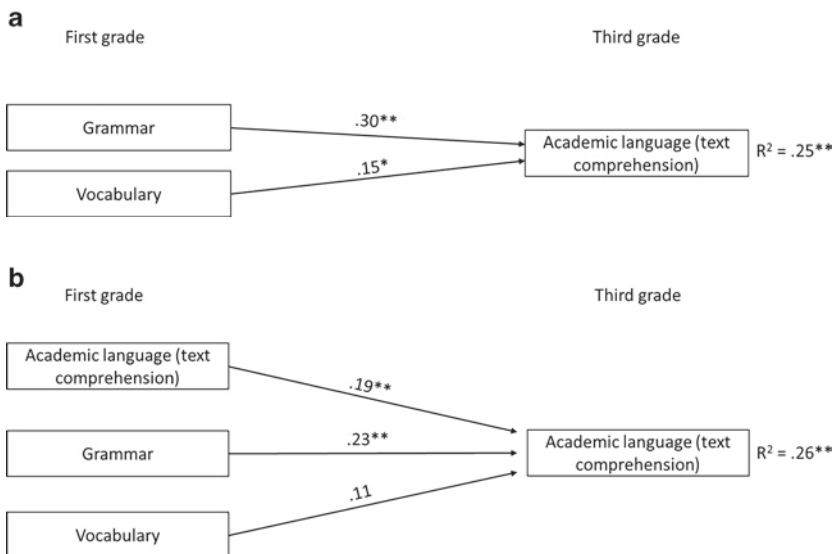 a
First grade
Third grade
Grammar
.30**
Academic language (text
comprehension)
R² = .25**
.15*
Vocabulary
b
First grade
Third grade
Academic language (text
comprehension)
.19**
Grammar
.23**
Academic language (text
comprehension)
R² = .26**
.11
Vocabulary